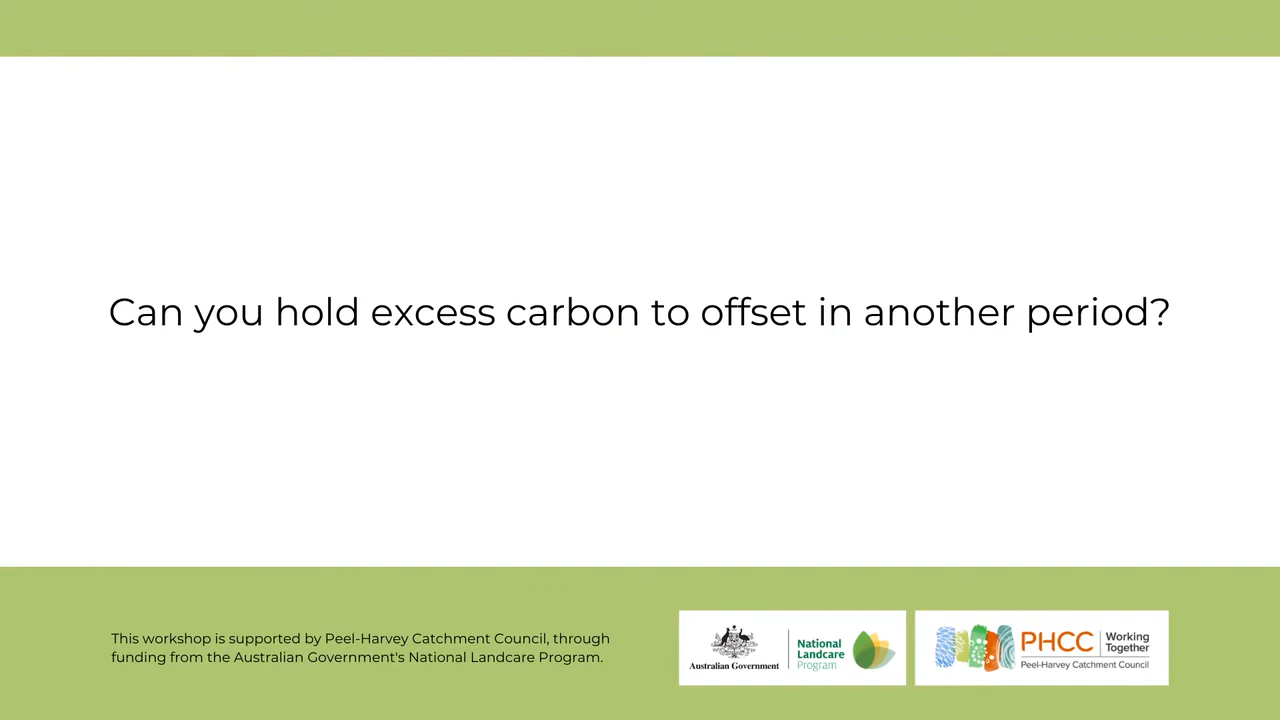 Can you hold excess carbon to offset in another period?
This workshop is supported by Peel-Harvey Catchment Council, through
funding from the Australian Government's National Landcare Program.
Australian Government
National
Landcare
Program
PHCC
Working
Together
Peel-Harvey Catchment Council